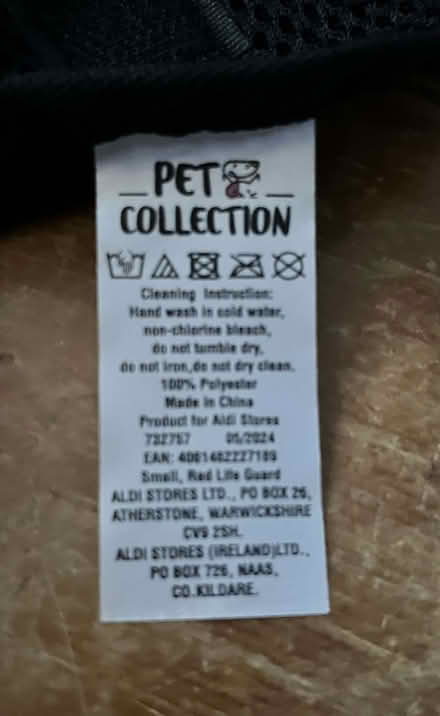 PET
COLLECTION
Cleaning Instruction:
Hand wash in cold water,
non-chlorine bleach,
do not tumble dry,
do not iron,do not dry clean.
100% Polyester
Made in China
Product for Aldi Stores
732757 05/2024
EAN: 4061462227189
Small, Red Life Guard
ALDI STORES LTD., PO BOX 26,
ATHERSTONE, WARWICKSHIRE
CV9 2SH.
ALDI STORES (IRELAND)LTD.,
PO BOX 726, NAAS,
CO.KILDARE.